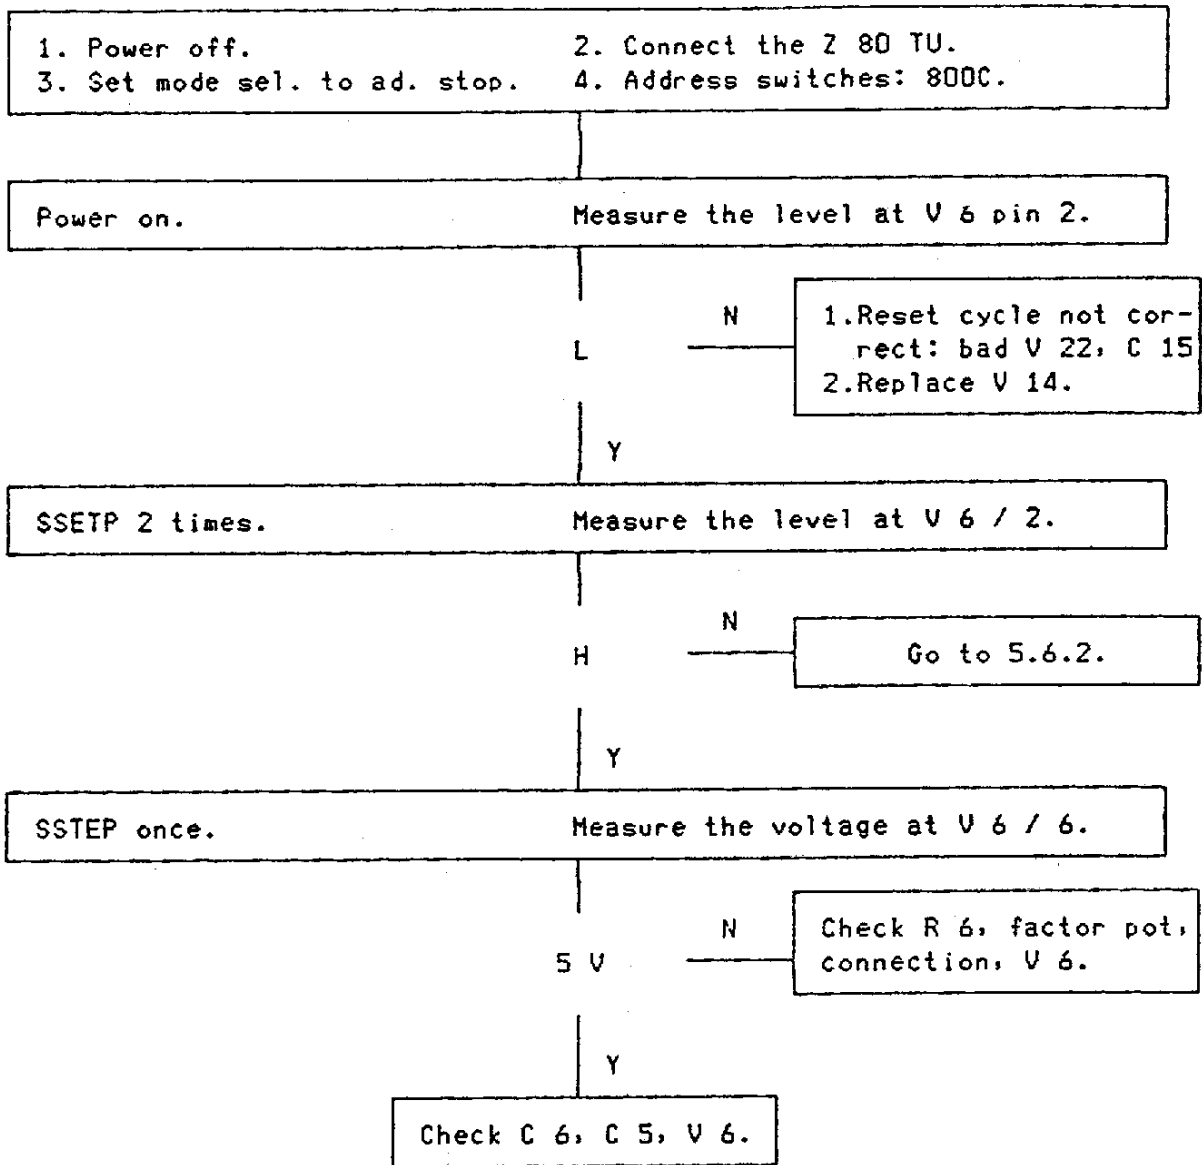 1. Power off. 2. Connect the Z 80 TU.
3. Set mode sel. to ad. stop. 4. Address switches: 800C.
Power on. Measure the level at V 6 pin 2.
N
1.Reset cycle not cor-
rect: bad V 22, C 15
2.Replace V 14.
L
Y
SSETP 2 times. Measure the level at V 6 / 2.
N
H
Go to 5.6.2.
Y
SSTEP once. Measure the voltage at V 6 / 6.
N
Check R 6, factor pot,
connection, V 6.
5 V
Y
Check C 6, C 5, V 6.